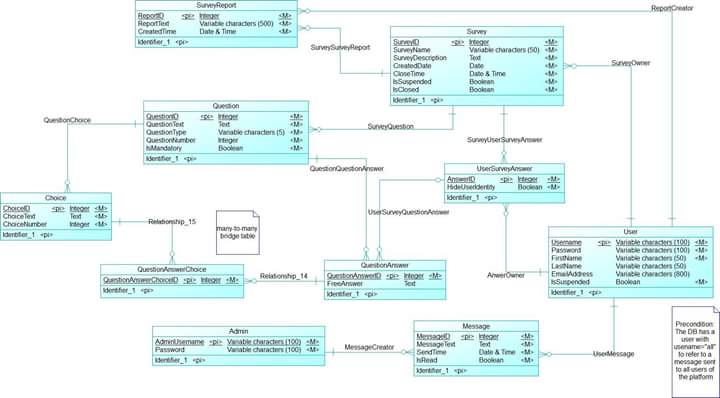 SurveyReport
ReportID <pi> Integer <M>
ReportText Variable characters (500) <M>
CreatedTime Date & Time <M>
Identifier_1 <pi>
ReportCreator
SurveySurveyReport
Survey
SurveyID <pi> Integer <M>
SurveyName Variable characters (50) <M>
SurveyDescription Text <M>
CreatedDate Date <M>
CloseTime Date & Time <M>
IsSuspended Boolean <M>
IsClosed Boolean <M>
Identifier_1 <pi>
SurveyOwner
QuestionChoice
Question
QuestionID <pi> Integer <M>
QuestionText Text <M>
QuestionType Variable characters (5) <M>
QuestionNumber Integer <M>
IsMandatory Boolean <M>
Identifier_1 <pi>
SurveyQuestion
SurveyUserSurveyAnswer
QuestionQuestionAnswer
UserSurveyAnswer
AnswerID <pi> Integer <M>
HideUserIdentity Boolean <M>
Identifier_1 <pi>
UserSurveyQuestionAnswer
Choice
ChoiceID <pi> Integer <M>
ChoiceText Text <M>
ChoiceNumber Integer <M>
Identifier_1 <pi>
Relationship_15
many-to-many
bridge table
User
Username <pi> Variable characters (100) <M>
Password Variable characters (100) <M>
FirstName Variable characters (50) <M>
LastName Variable characters (50)
EmailAddress Variable characters (800)
IsSuspended Boolean <M>
Identifier_1 <pi>
QuestionAnswerChoice
QuestionAnswerChoiceID <pi> Integer <M>
Identifier_1 <pi>
Relationship_14
QuestionAnswer
QuestionAnswerID <pi> Integer <M>
FreeAnswer Text
Identifier_1 <pi>
AnwerOwner
Admin
AdminUsername <pi> Variable characters (100) <M>
Password Variable characters (100) <M>
Identifier_1 <pi>
MessageCreator
Message
MessageID <pi> Integer <M>
MessageText Text <M>
SendTime Date & Time <M>
IsRead Boolean <M>
Identifier_1 <pi>
UserMessage
Precondition:
The DB has a
user with
usename="all"
to refer to a
message sent
to all users of
the platform